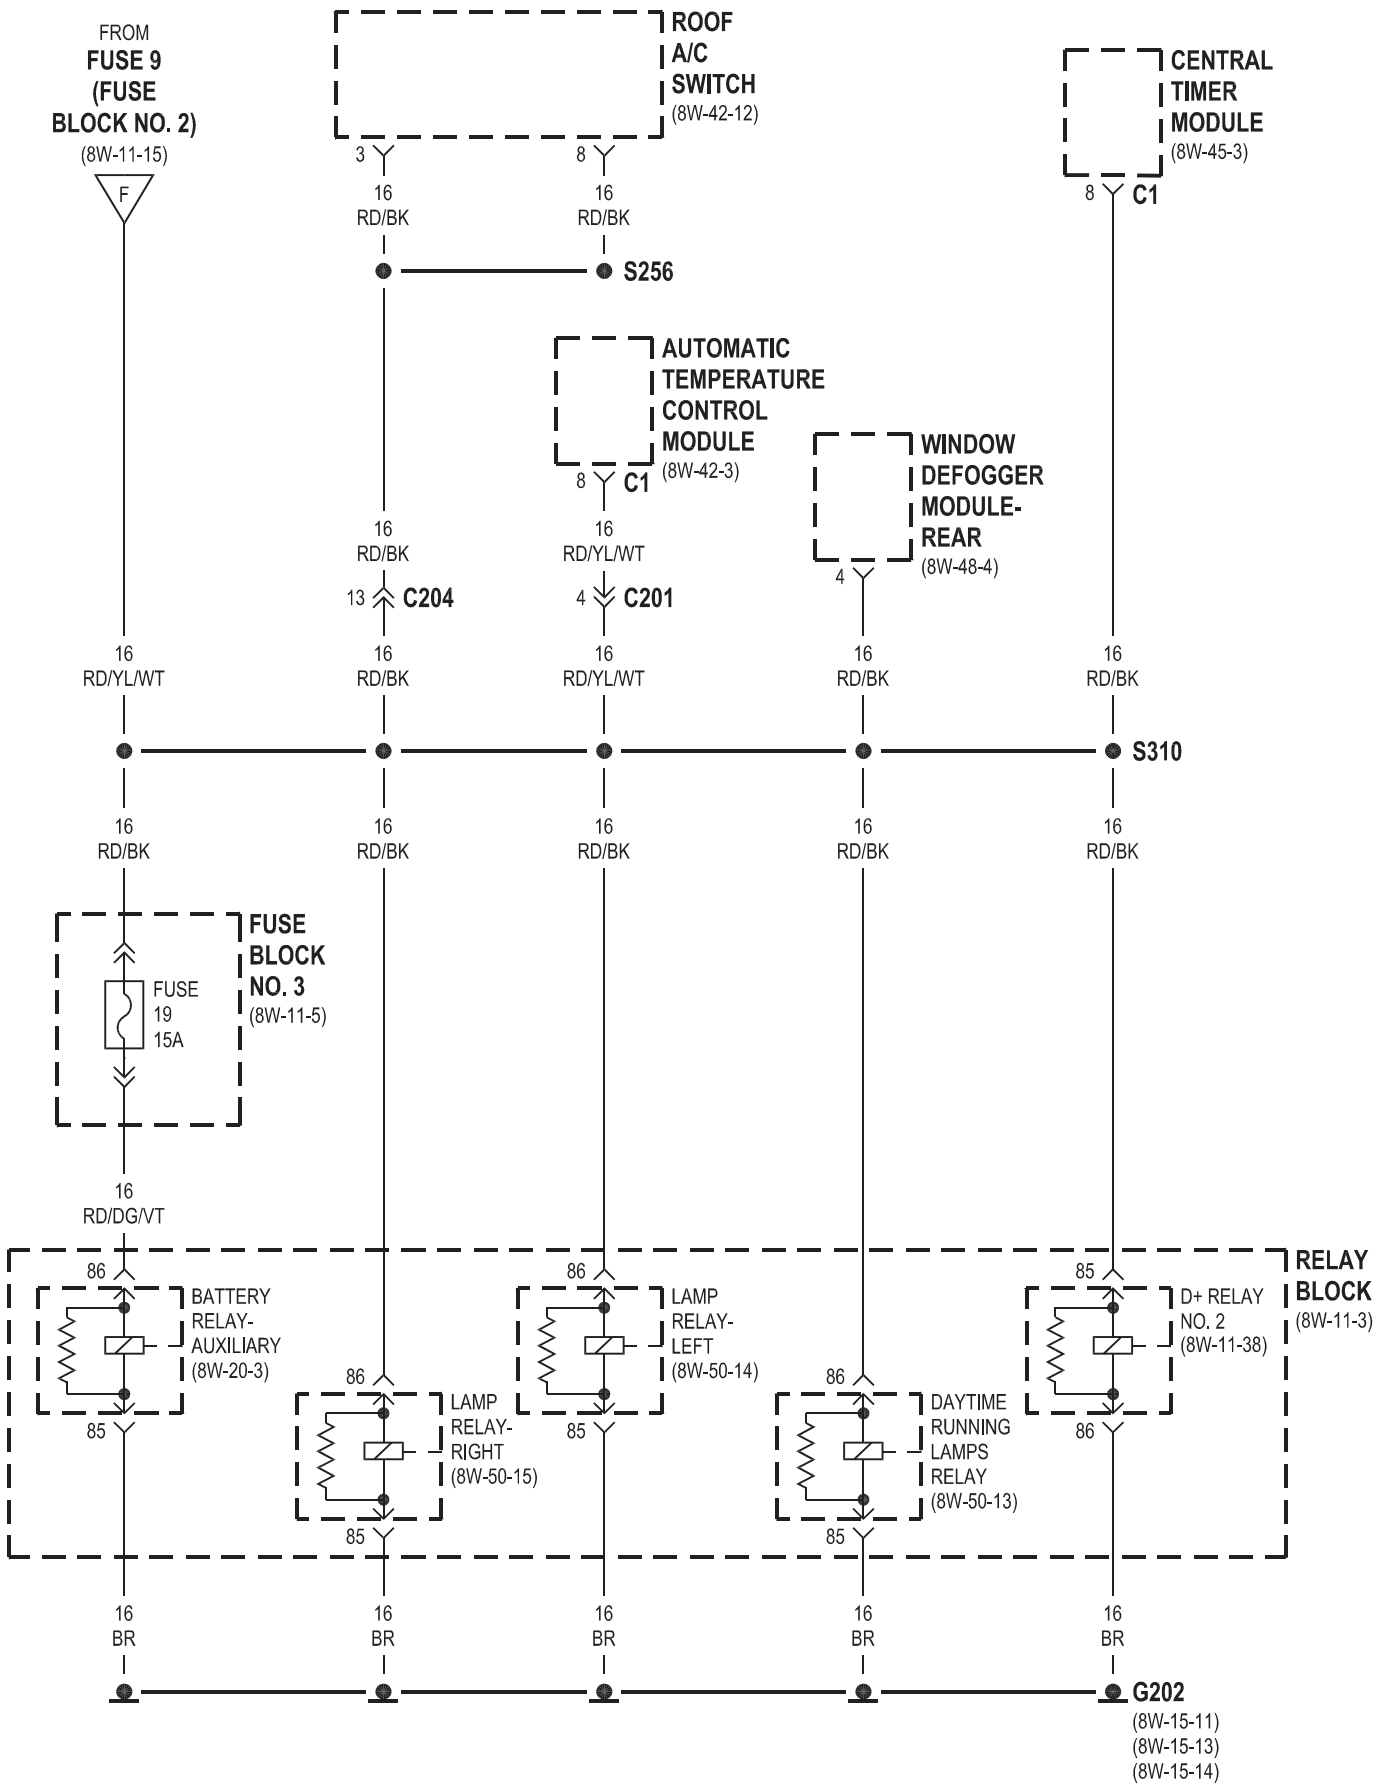 FROM
FUSE 9
(FUSE
BLOCK NO. 2)
(8W-11-15)
F
ROOF
A/C
SWITCH
(8W-42-12)
3
8
16
RD/BK
16
RD/BK
S256
CENTRAL
TIMER
MODULE
(8W-45-3)
8
C1
AUTOMATIC
TEMPERATURE
CONTROL
MODULE
(8W-42-3)
8
C1
WINDOW
DEFOGGER
MODULE-
REAR
(8W-48-4)
4
16
RD/BK
13
C204
16
RD/YL/WT
4
C201
16
RD/YL/WT
16
RD/BK
16
RD/YL/WT
16
RD/BK
16
RD/BK
S310
16
RD/BK
16
RD/BK
16
RD/BK
16
RD/BK
16
RD/BK
FUSE
BLOCK
NO. 3
(8W-11-5)
FUSE
19
15A
16
RD/DG/VT
RELAY
BLOCK
(8W-11-3)
86
BATTERY
RELAY-
AUXILIARY
(8W-20-3)
85
86
LAMP
RELAY-
RIGHT
(8W-50-15)
85
86
LAMP
RELAY-
LEFT
(8W-50-14)
85
86
DAYTIME
RUNNING
LAMPS
RELAY
(8W-50-13)
85
85
D+ RELAY
NO. 2
(8W-11-38)
86
16
BR
16
BR
16
BR
16
BR
16
BR
G202
(8W-15-11)
(8W-15-13)
(8W-15-14)